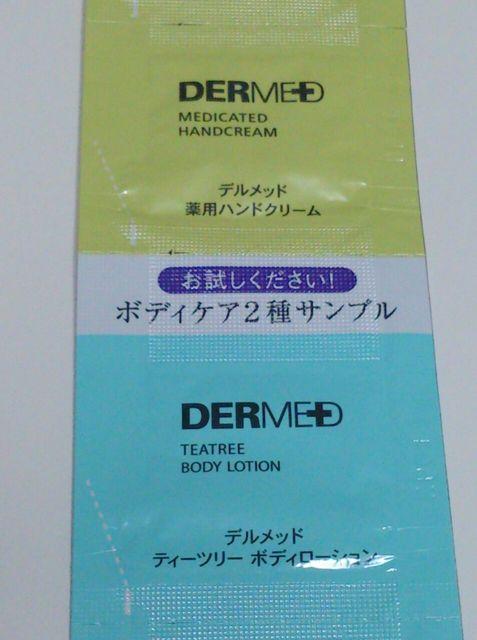 DERMED
MEDICATED
HANDCREAM
デルメッド
薬用ハンドクリーム
お試しください!
ボディケア2種サンプル
DERMED
TEATREE
BODY LOTION
デルメッド
ティーツリー ボディローション